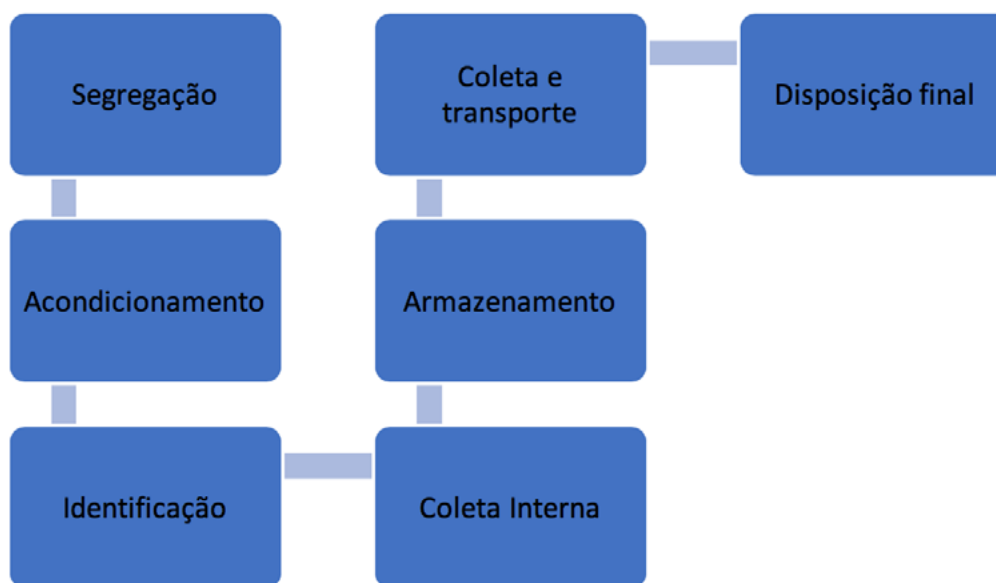 Segregação
Acondicionamento
Identificação
Coleta Interna
Armazenamento
Coleta e
transporte
Disposição final